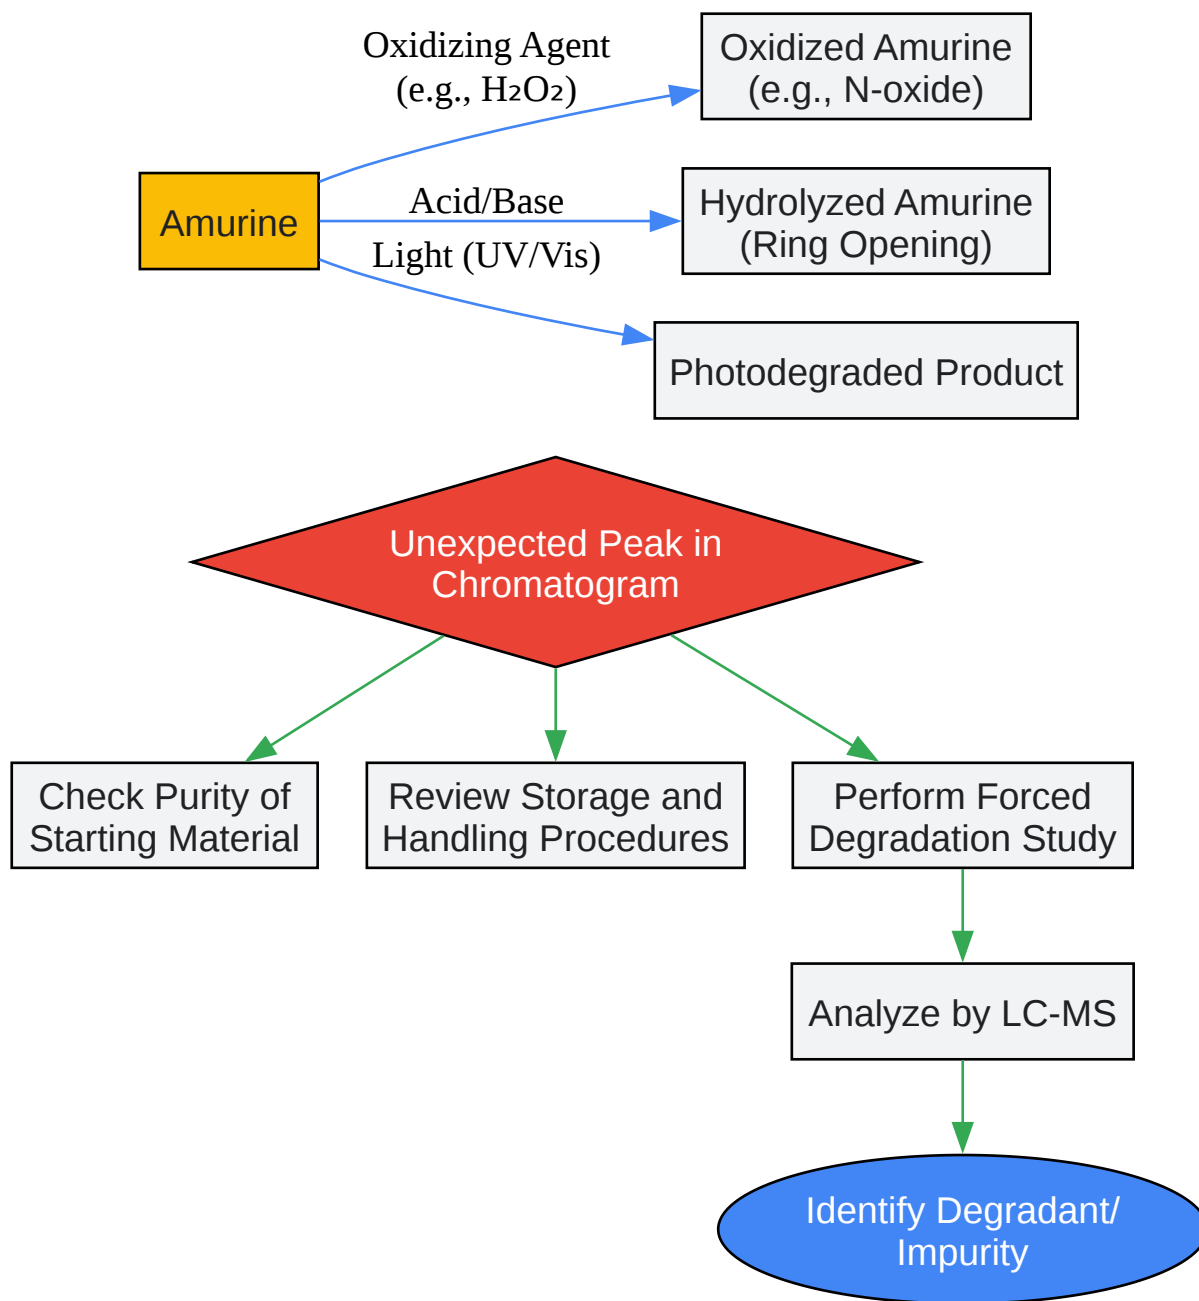 Oxidizing Agent
(e.g., H₂O₂)
Oxidized Amurine
(e.g., N-oxide)
Amurine
Acid/Base
Hydrolyzed Amurine
(Ring Opening)
Light (UV/Vis)
Photodegraded Product
Unexpected Peak in
Chromatogram
Check Purity of
Starting Material
Review Storage and
Handling Procedures
Perform Forced
Degradation Study
Analyze by LC-MS
Identify Degradant/
Impurity